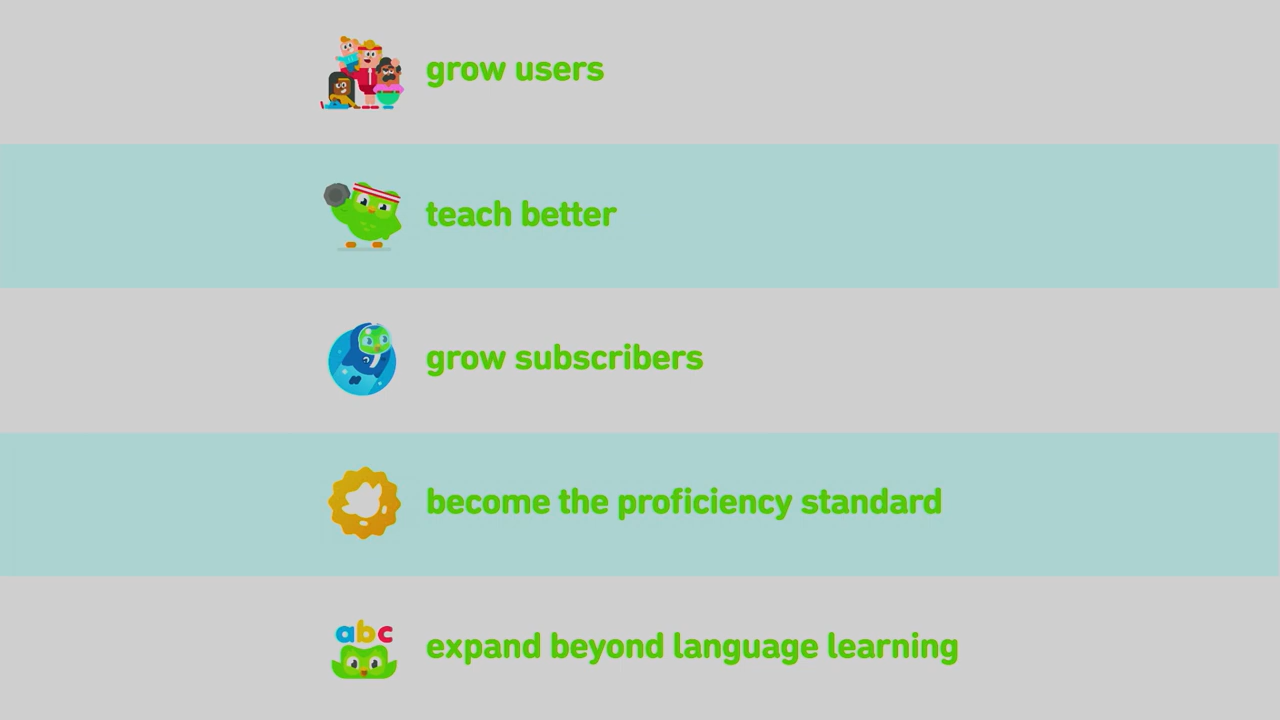 grow users
teach better
grow subscribers
become the proficiency standard
abc
expand beyond language learning